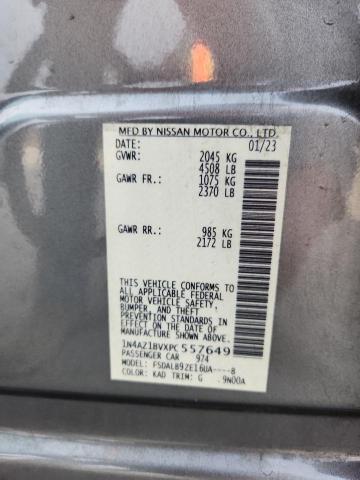 MFD BY NISSAN MOTOR CO., LTD.
DATE: 01/23
GVWR: 2045 KG
4508 LB
GAWR FR.: 1075 KG
2370 LB
GAWR RR.: 985 KG
2172 LB
THIS VEHICLE CONFORMS TO
ALL APPLICABLE FEDERAL
MOTOR VEHICLE SAFETY,
BUMPER, AND THEFT
PREVENTION STANDARDS
IN EFFECT ON THE DATE OF
MANUFACTURE SHOWN ABOVE.
1N4AZ1BVXPC557649
PASSENGER CAR 974
MODEL: FSDALB9ZE16UA----8
COLOR: KAD TRIM: G 9N00A